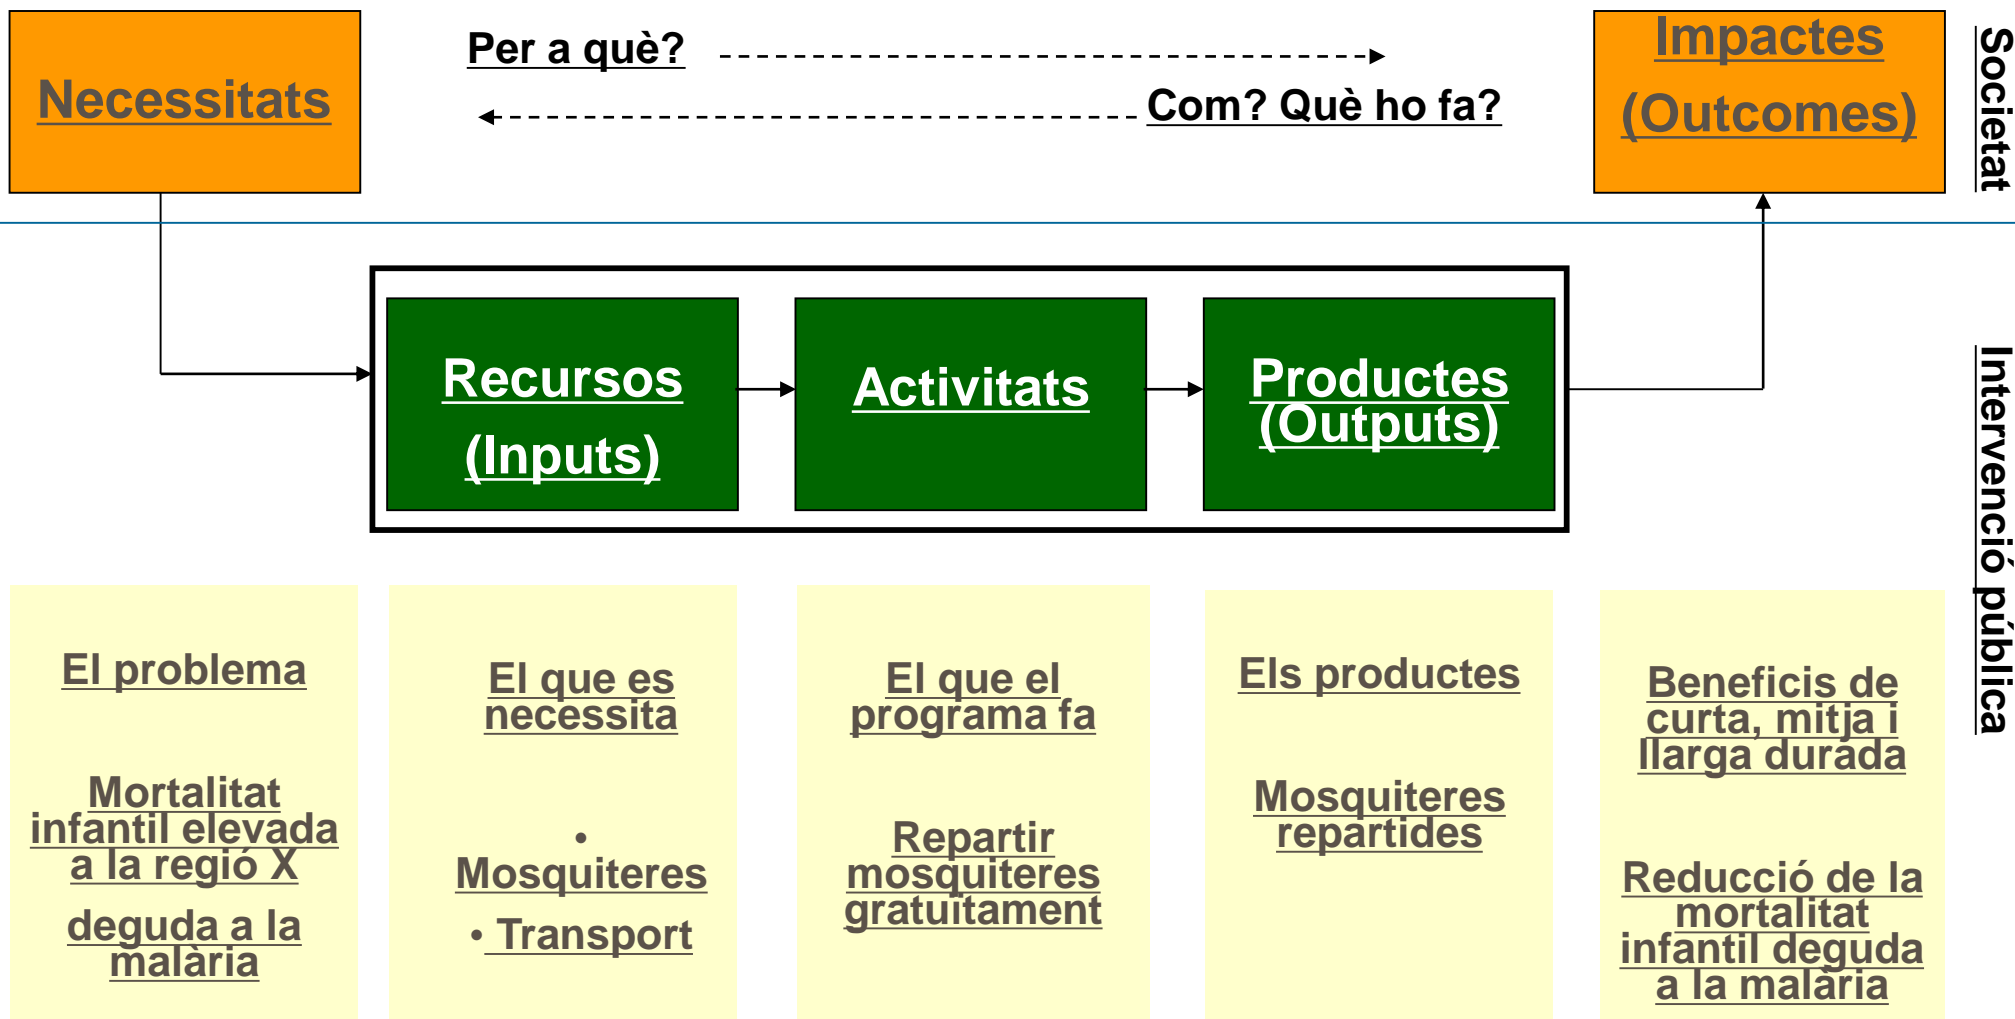 Necessitats
Per a què?
Com? Què ho fa?
Impactes
(Outcomes)
Societat
Recursos
(Inputs)
Activitats
Productes
(Outputs)
Intervenció pública
El problema
Mortalitat
infantil elevada
a la regió X
deguda a la
malària
El que es
necessita
•
Mosquiteres
• Transport
El que el
programa fa
Repartir
mosquiteres
gratuïtament
Els productes
Mosquiteres
repartides
Beneficis de
curta, mitja i
llarga durada
Reducció de la
mortalitat
infantil deguda
a la malària